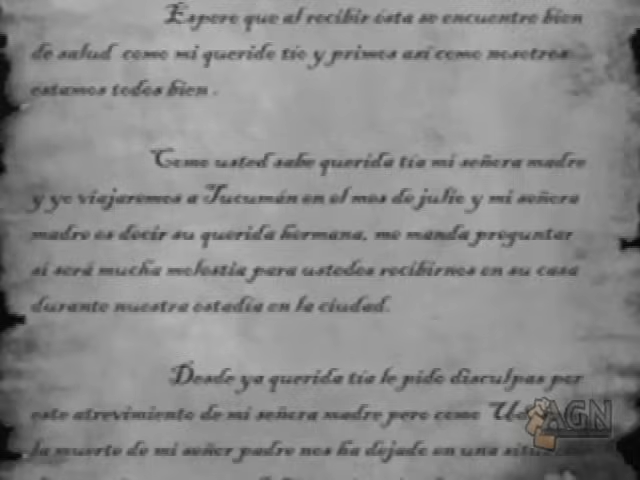 Espero que al recibir ésta se encuentre bien
de salud como mi querido tío y primos así como nosotros
estamos todos bien.
Como usted sabe querida tía mi señora madre
y yo viajaremos a Tucumán en el mes de julio y mi señora
madre es decir su querida hermana, me manda preguntar
si será mucha molestia para ustedes recibirnos en su casa
durante nuestra estadía en la ciudad.
Desde ya querida tía le pido disculpas por
este atrevimiento de mi señora madre pero como
AGN
la muerte de mi señor padre nos ha dejado en una